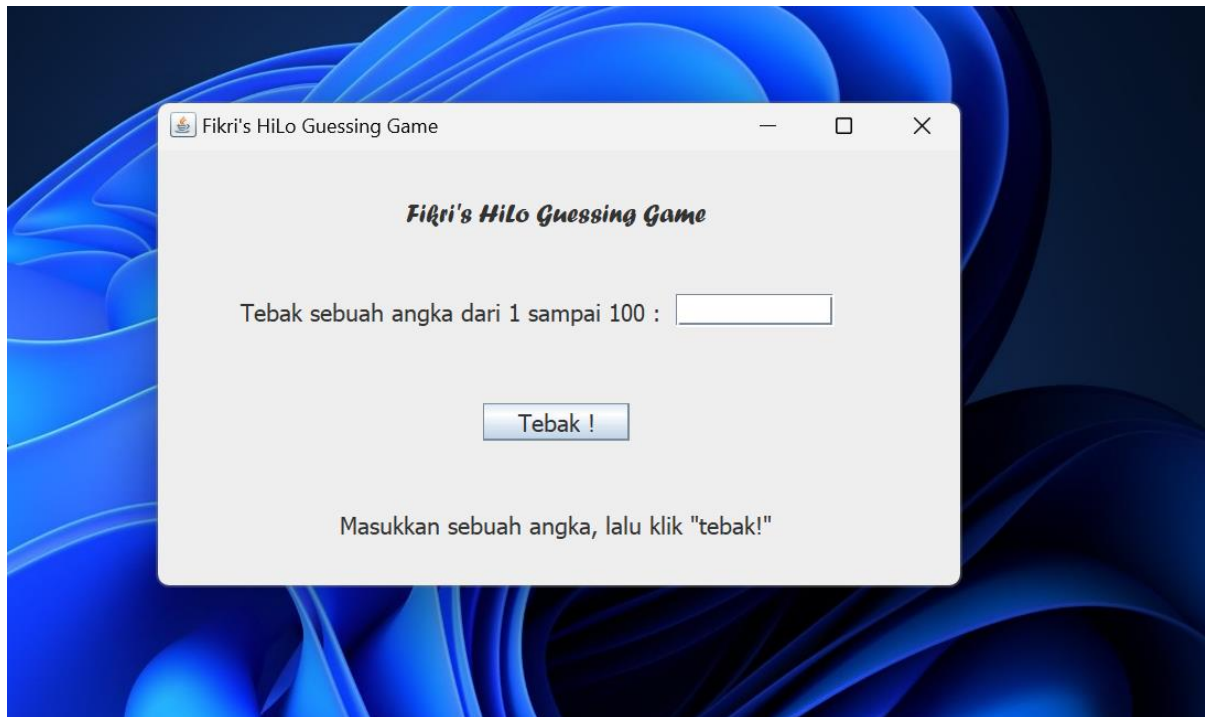 Fikri's HiLo Guessing Game
Fikri's HiLo Guessing Game
Tebak sebuah angka dari 1 sampai 100 :
Tebak !
Masukkan sebuah angka, lalu klik "tebak!"